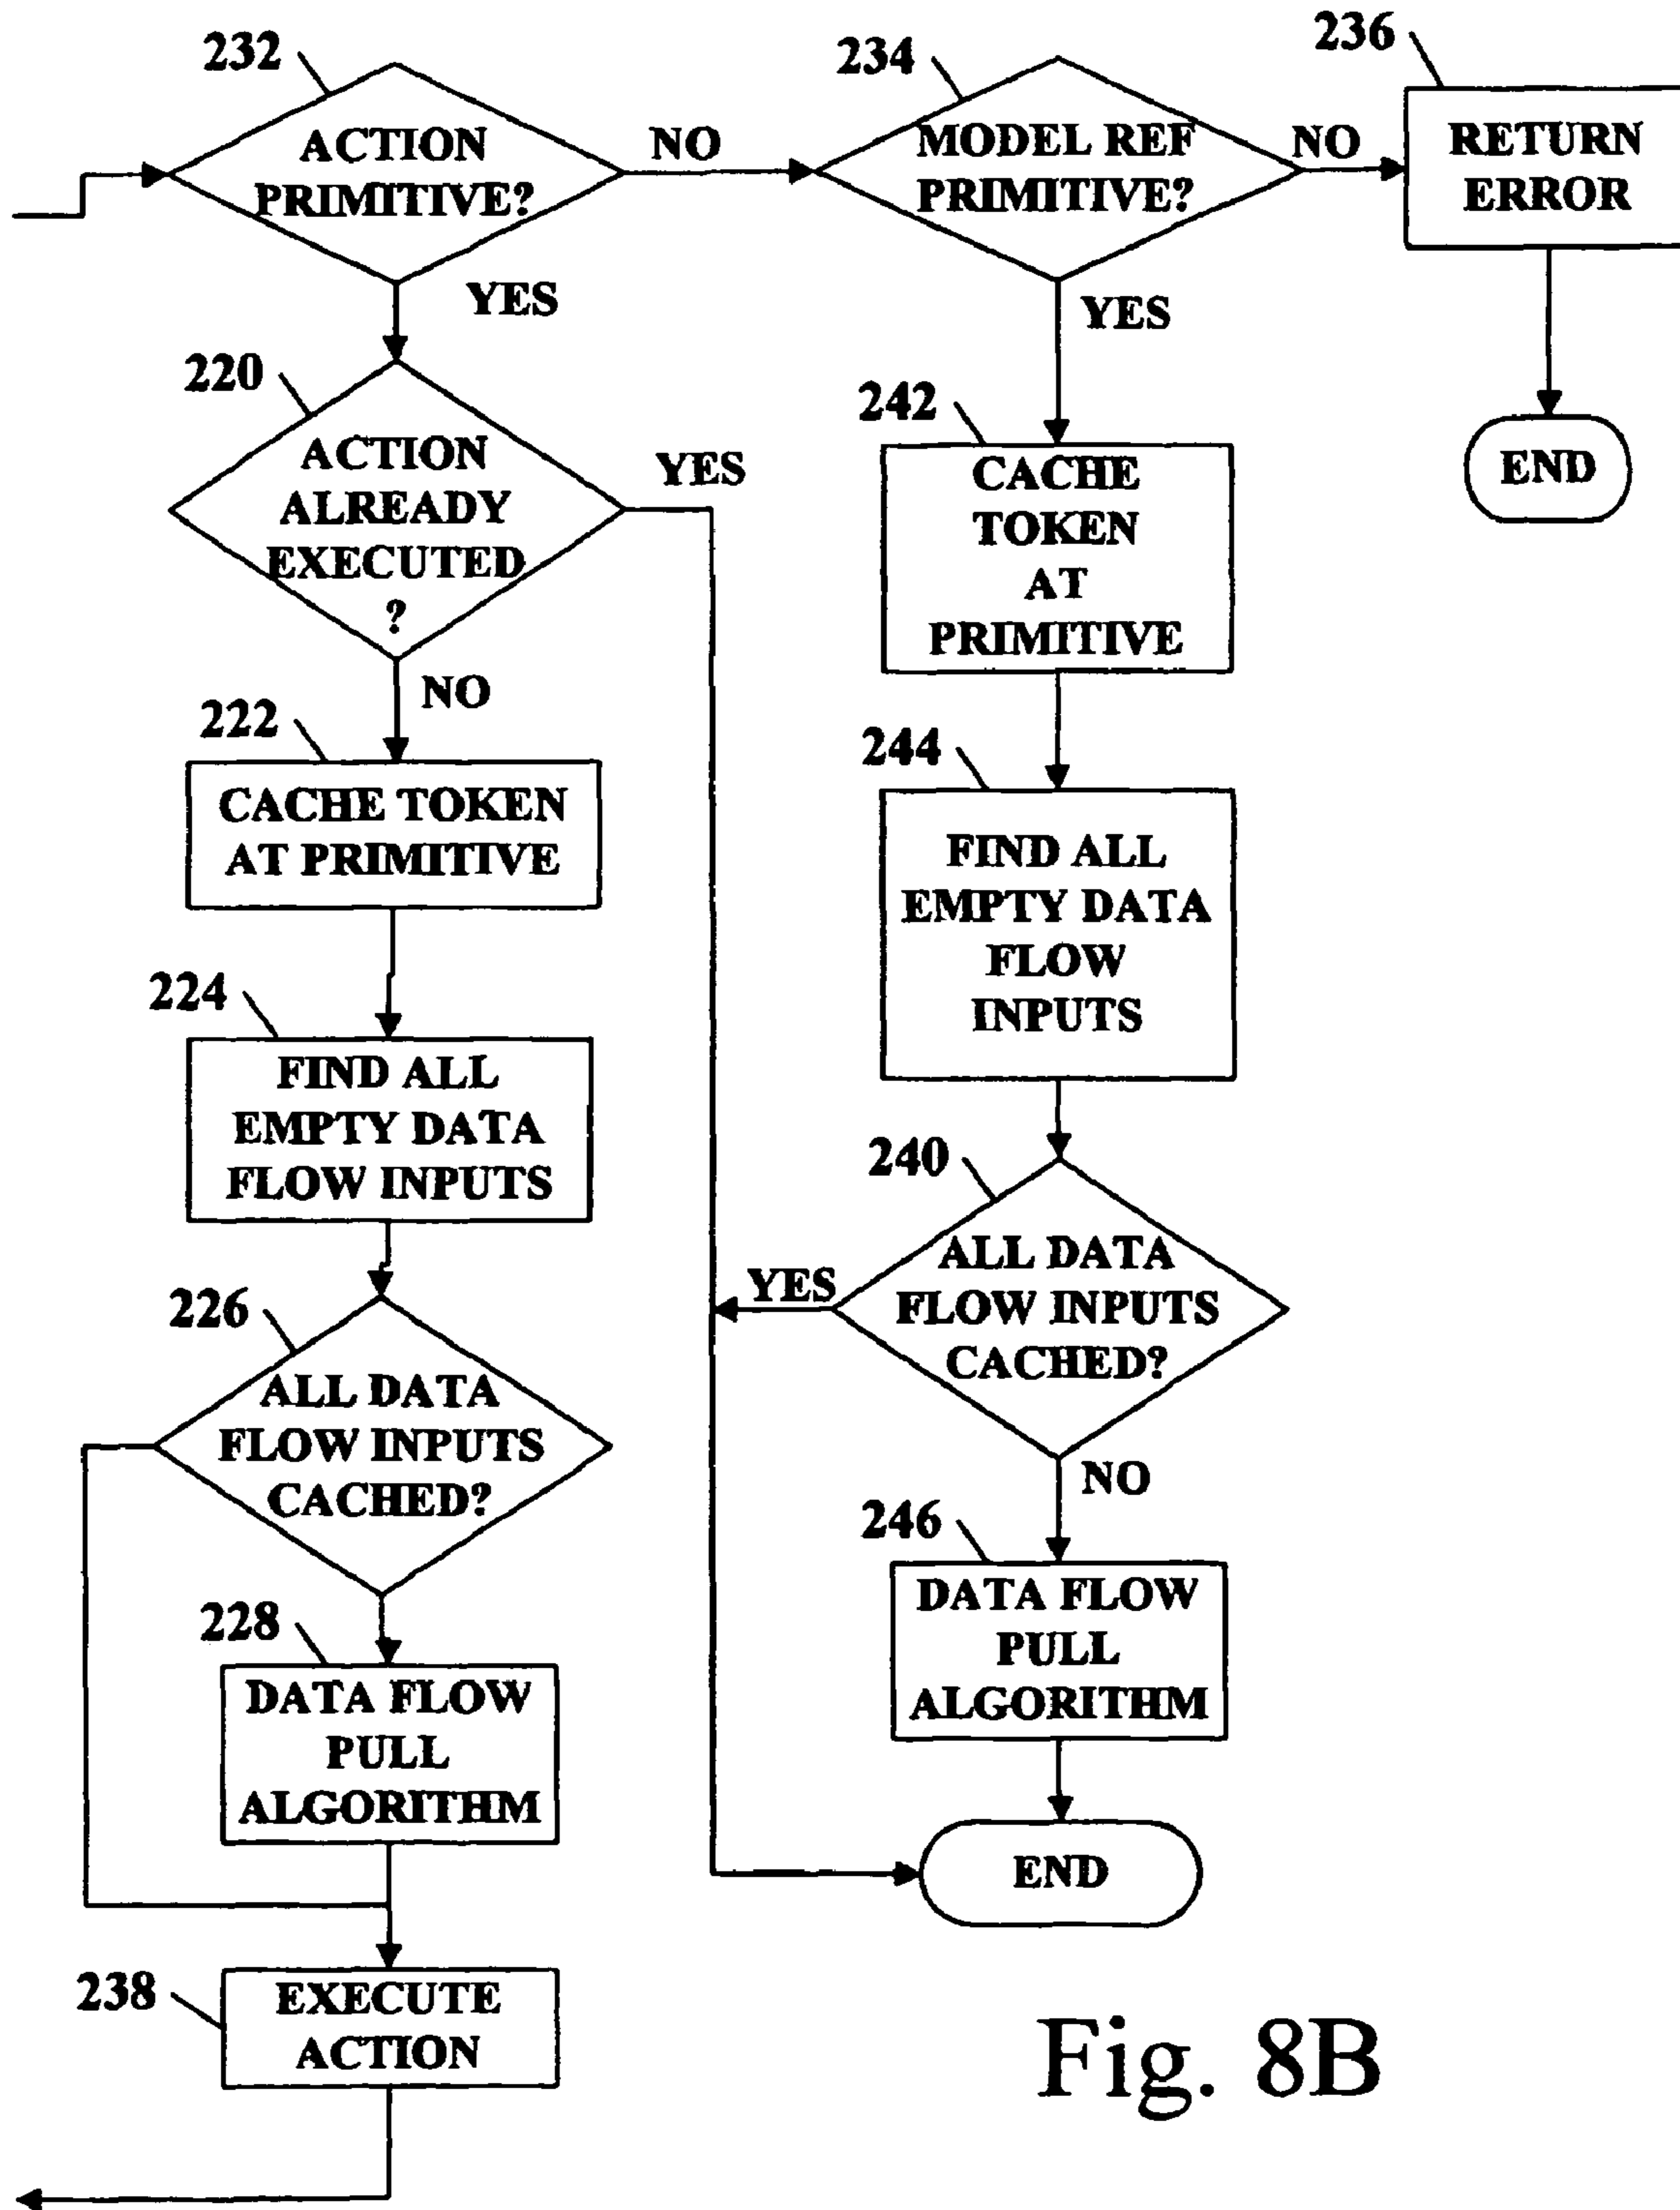 232
ACTION
PRIMITIVE?
NO
234
MODEL REF
PRIMITIVE?
NO
236
RETURN
ERROR
END
YES
220
ACTION
ALREADY
EXECUTED
?
YES
NO
222
CACHE TOKEN
AT PRIMITIVE
224
FIND ALL
EMPTY DATA
FLOW INPUTS
226
ALL DATA
FLOW INPUTS
CACHED?
228
DATA FLOW
PULL
ALGORITHM
238
EXECUTE
ACTION
YES
242
CACHE
TOKEN
AT
PRIMITIVE
244
FIND ALL
EMPTY DATA
FLOW
INPUTS
240
ALL DATA
FLOW INPUTS
CACHED?
YES
NO
246
DATA FLOW
PULL
ALGORITHM
END
Fig. 8B